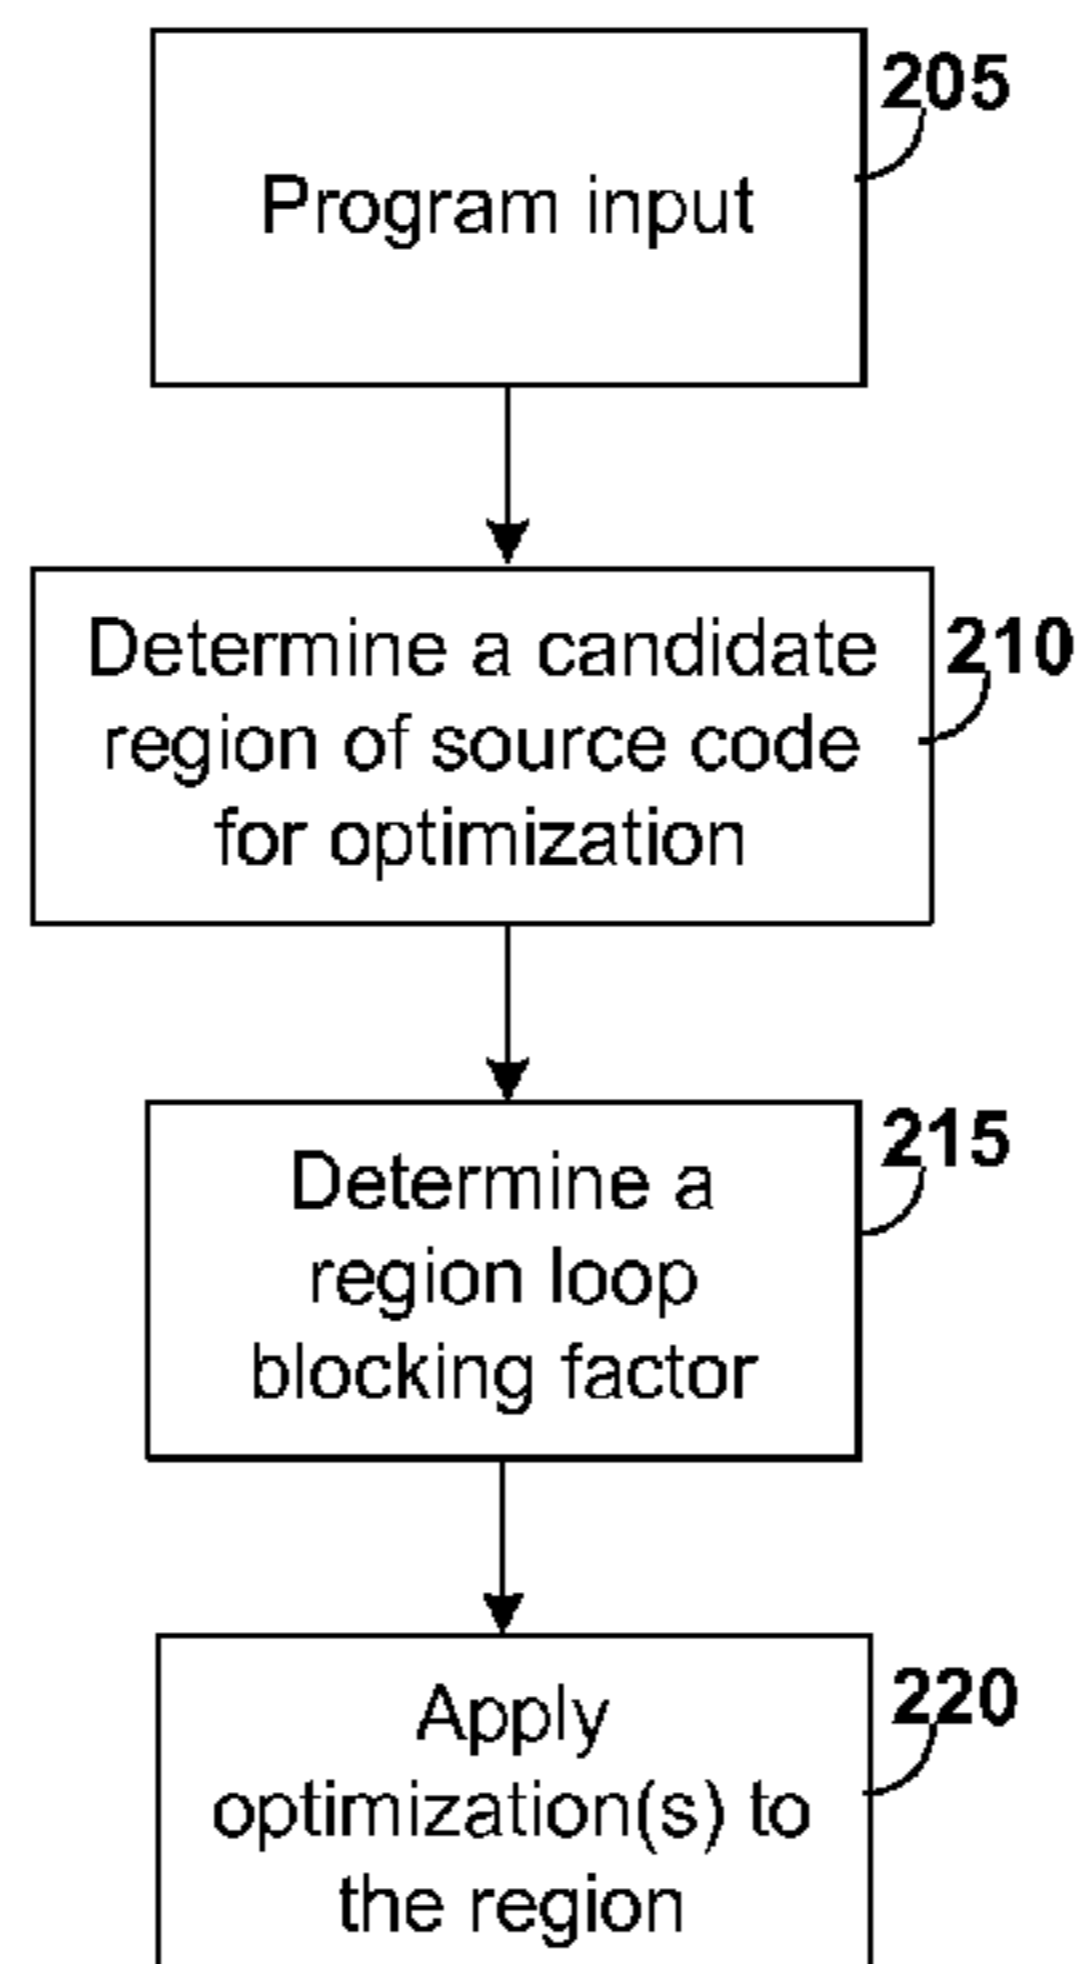 205
Program input
Determine a candidate
210
region of source code
for optimization
215
Determine a
region loop
blocking factor
220
Apply
optimization(s) to
the region